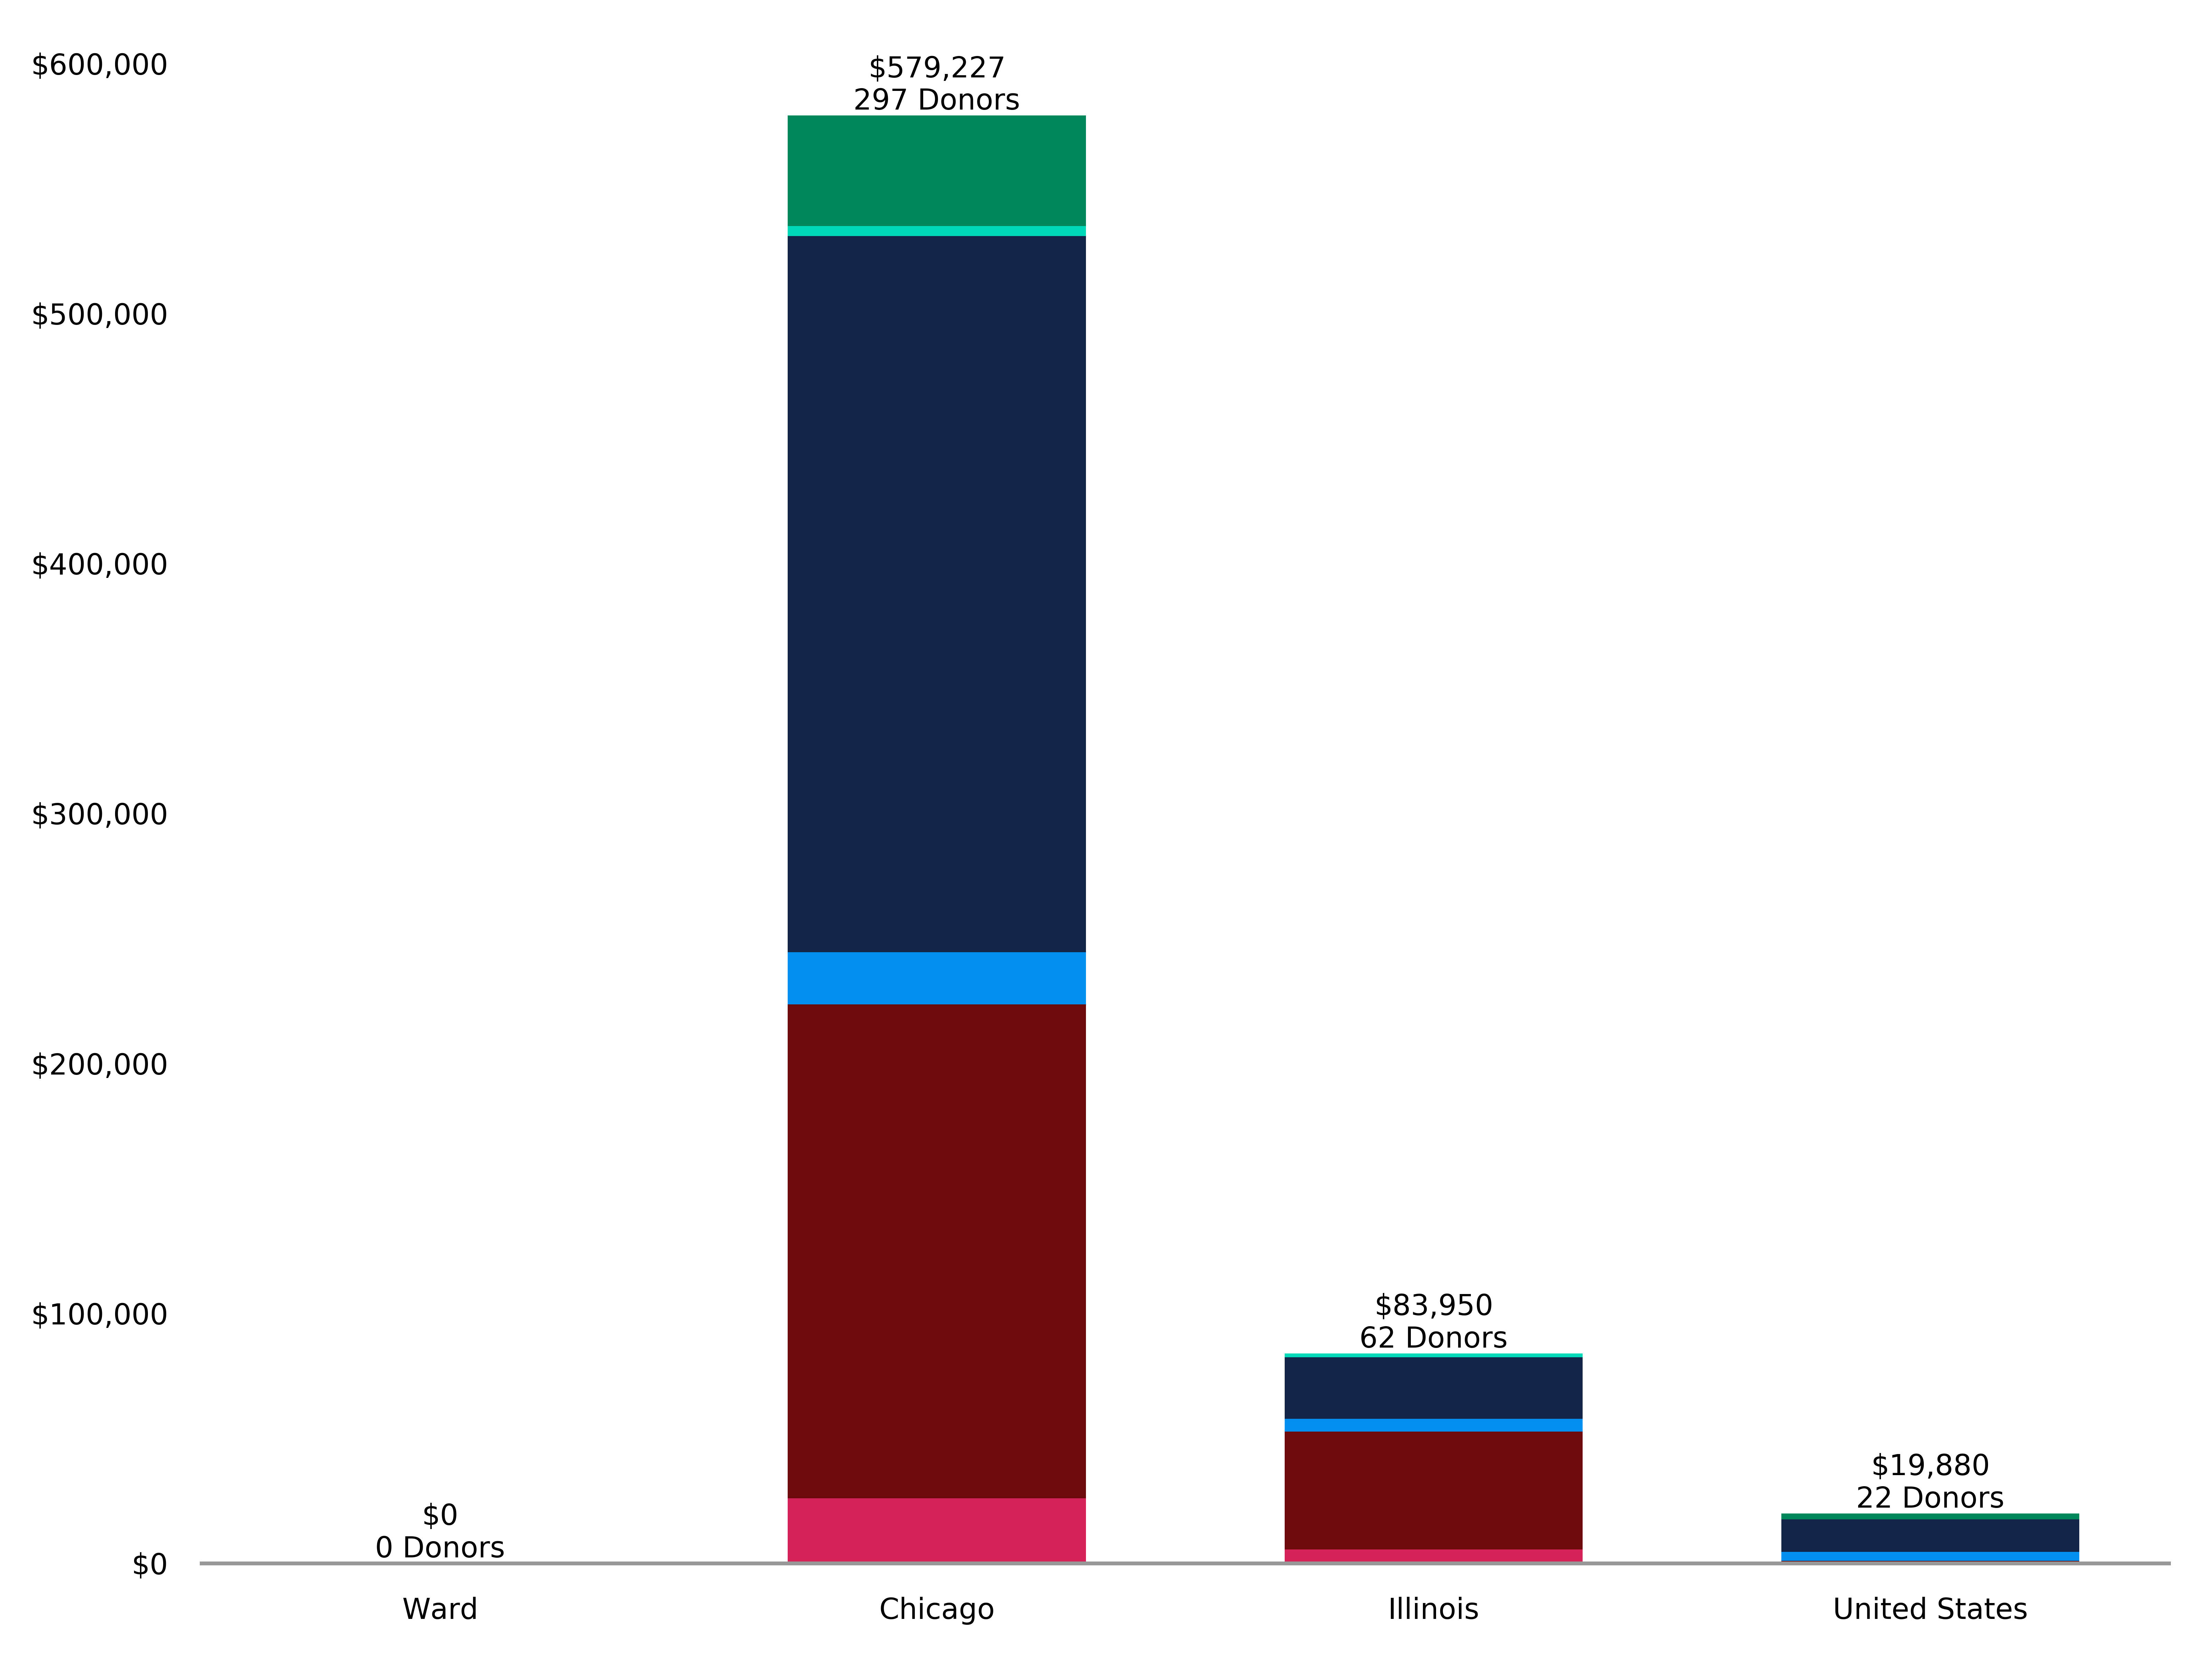 $600,000
$500,000
$400,000
$300,000
$200,000
$100,000
$0
$0
0 Donors
$579,227
297 Donors
$83,950
62 Donors
$19,880
22 Donors
Ward
Chicago
Illinois
United States